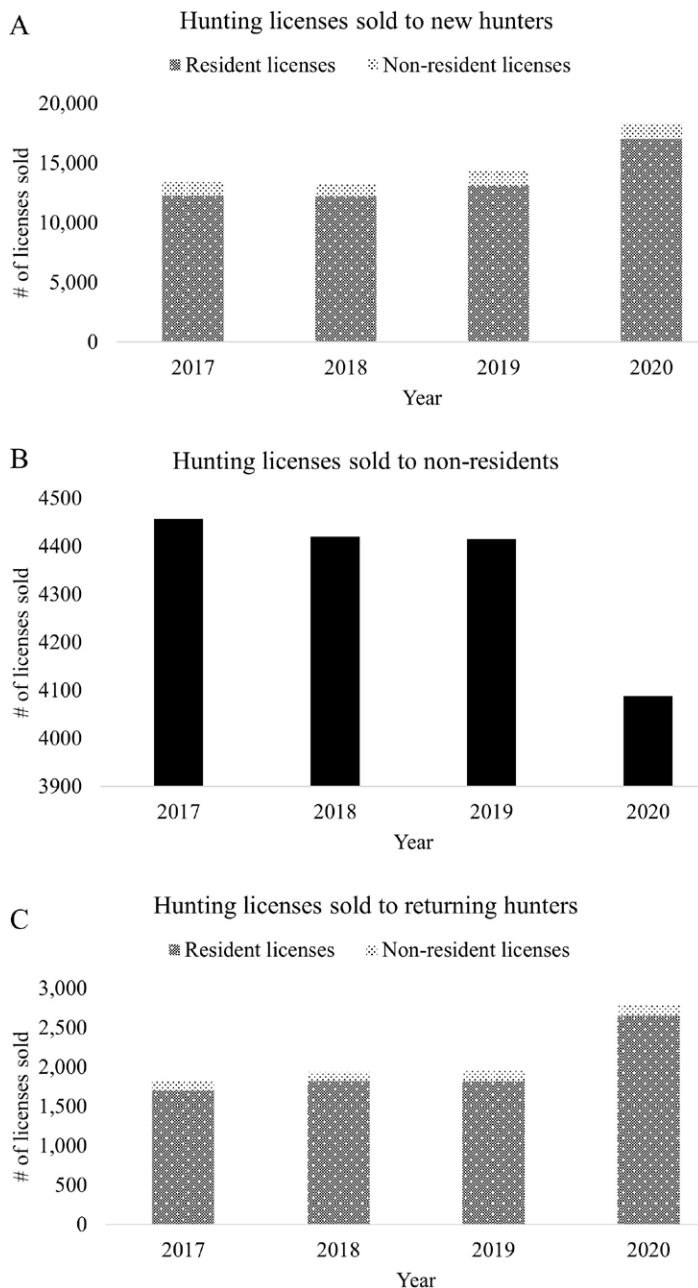 A
Hunting licenses sold to new hunters
Resident licenses Non-resident licenses
20,000
15,000
10,000
5,000
0
# of licenses sold
2017 2018 2019 2020
Year
B
Hunting licenses sold to non-residents
4500
4400
4300
4200
4100
4000
3900
# of licenses sold
2017 2018 2019 2020
Year
C
Hunting licenses sold to returning hunters
Resident licenses Non-resident licenses
3,000
2,500
2,000
1,500
1,000
500
0
# of licenses sold
2017 2018 2019 2020
Year